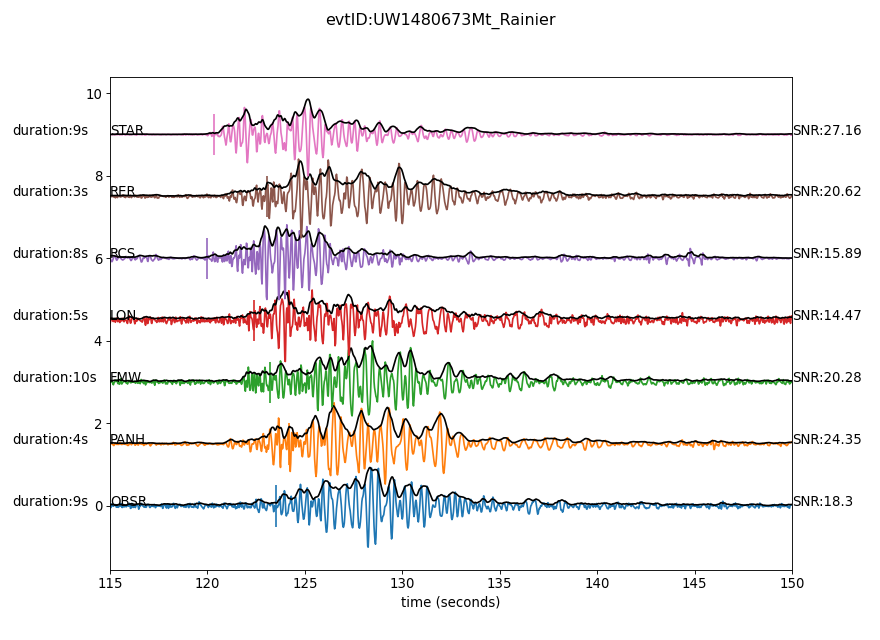 evtID:UW1480673Mt_Rainier
10
duration:9s STAR SNR:27.16
8
duration:3s RER SNR:20.62
duration:8s RCS SNR:15.89
6
duration:5s LON SNR:14.47
4
duration:10s FMW SNR:20.28
2
duration:4s PANH SNR:24.35
duration:9s OBSR SNR:18.3
0
115 120 125 130 135 140 145 150
time (seconds)